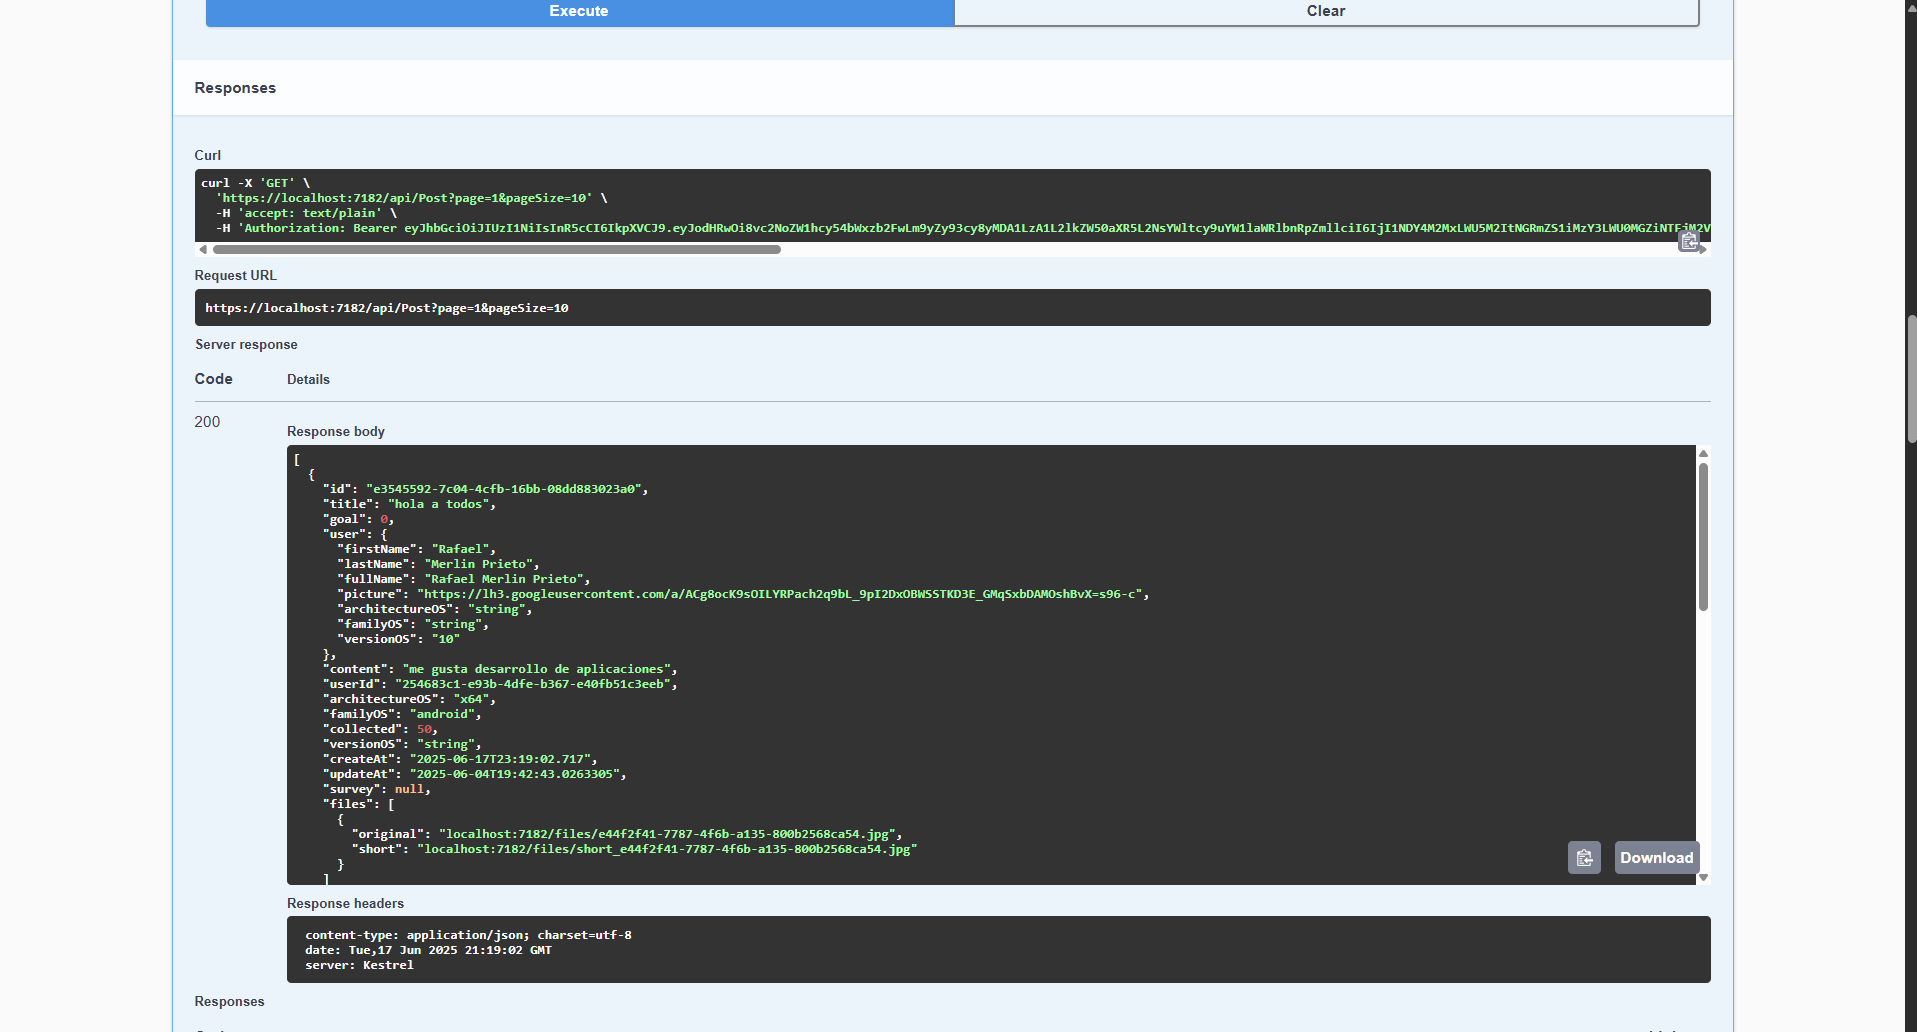 Execute
Clear
Responses
Curl
curl -X 'GET' \
'https://localhost:7182/api/Post?page=1&pageSize=10' \
-H 'accept: text/plain' \
-H 'Authorization: Bearer eyJhbGciOiJIUzI1NiIsInR5cCI6IkpXVCJ9.eyJodHRwOi8vc2NoZW1hcy54bWxzb2FwLm9yZy93cy8yMDA1LzA1L2lkZW50aXR5L2NsYWltcy9uYW1laWRlbnRpZmllciI6IjI1NDY4M2MxLWU5M2ItNGRmZS1iMzY3LWU0MGZiNTFjM2V
Request URL
https://localhost:7182/api/Post?page=1&pageSize=10
Server response
Code
Details
200
Response body
[
{
"id": "e3545592-7c04-4cfb-16bb-08dd883023a0",
"title": "hola a todos",
"goal": 0,
"user": {
"firstName": "Rafael",
"lastName": "Merlin Prieto",
"fullName": "Rafael Merlin Prieto",
"picture": "https://lh3.googleusercontent.com/a/ACg8ocK9sOILYRPach2q9bL_9pI2DxOBWSSTKD3E_GMqSxbDAMOshBvX=s96-c",
"architectureOS": "string",
"familyOS": "string",
"versionOS": "10"
},
"content": "me gusta desarrollo de aplicaciones",
"userId": "254683c1-e93b-4dfe-b367-e40fb51c3eeb",
"architectureOS": "x64",
"familyOS": "android",
"collected": 50,
"versionOS": "string",
"createAt": "2025-06-17T23:19:02.717",
"updateAt": "2025-06-04T19:42:43.0263305",
"survey": null,
"files": [
{
"original": "localhost:7182/files/e44f2f41-7787-4f6b-a135-800b2568ca54.jpg",
"short": "localhost:7182/files/short_e44f2f41-7787-4f6b-a135-800b2568ca54.jpg"
}
]
Download
Response headers
content-type: application/json; charset=utf-8
date: Tue,17 Jun 2025 21:19:02 GMT
server: Kestrel
Responses